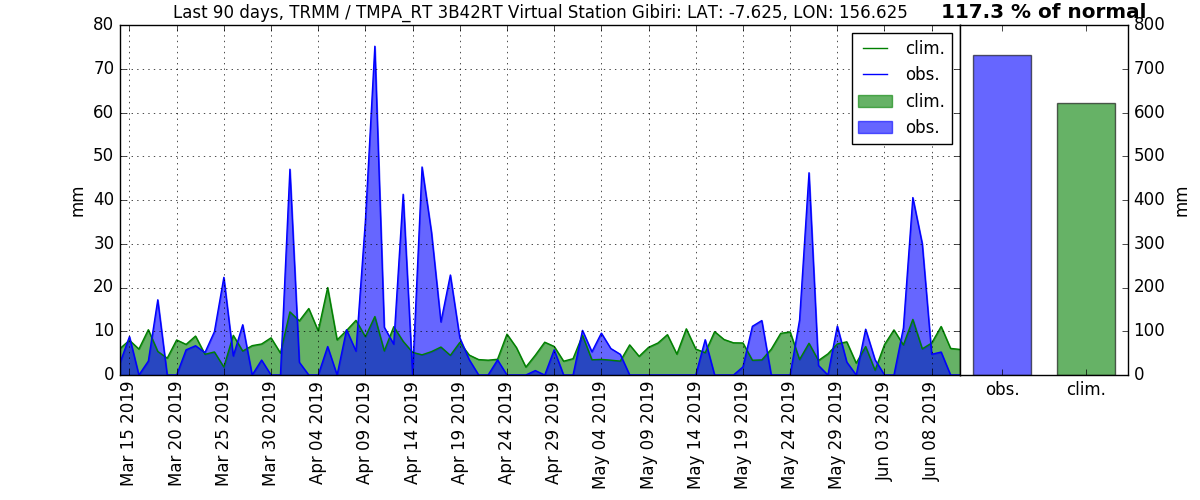 Last 90 days, TRMM / TMPA_RT 3B42RT Virtual Station Gibiri: LAT: -7.625, LON: 156.625
117.3 % of normal
80
70
60
50
40
30
20
10
0
mm
clim.
obs.
clim.
obs.
800
700
600
500
400
300
200
100
0
mm
Mar 15 2019
Mar 20 2019
Mar 25 2019
Mar 30 2019
Apr 04 2019
Apr 09 2019
Apr 14 2019
Apr 19 2019
Apr 24 2019
Apr 29 2019
May 04 2019
May 09 2019
May 14 2019
May 19 2019
May 24 2019
May 29 2019
Jun 03 2019
Jun 08 2019
obs.
clim.